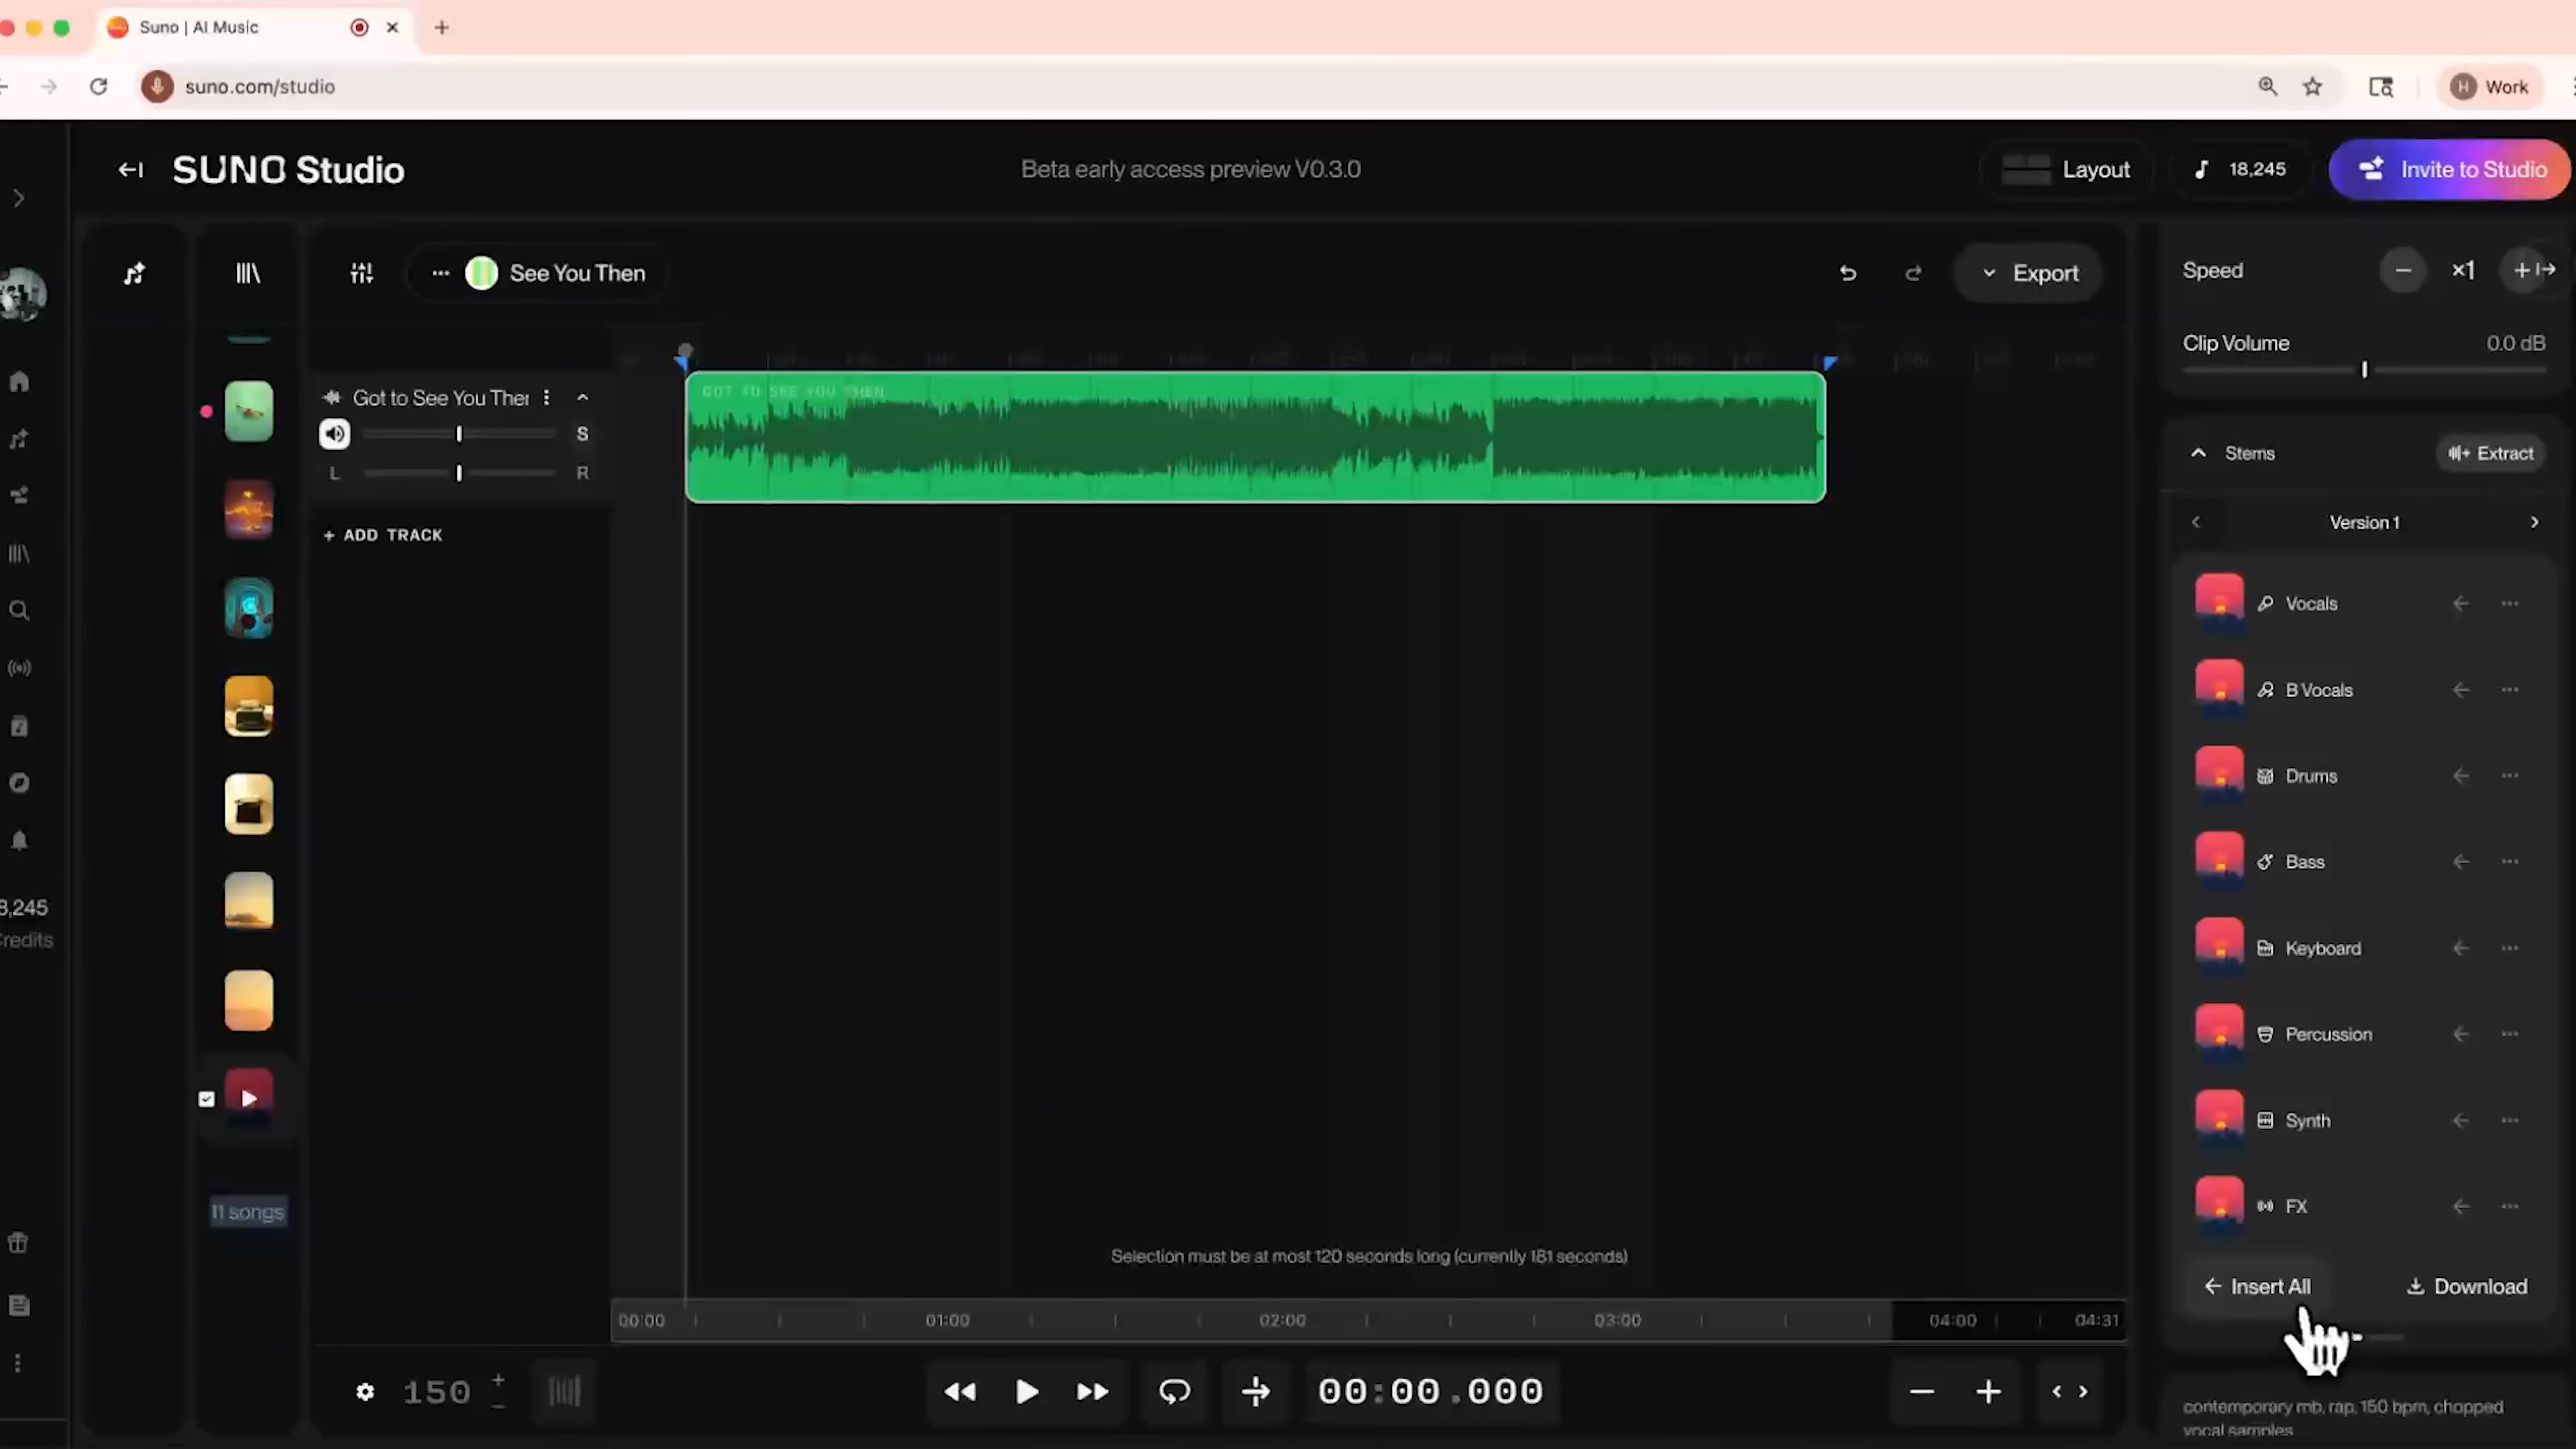 Suno | AI Music
suno.com/studio
H Work
SUNO Studio
Beta early access preview V0.3.0
Layout
18,245
Invite to Studio
See You Then
Export
Speed
×1
Clip Volume
0.0 dB
Got to See You Then
S
L
R
+ ADD TRACK
GOT TO SEE YOU THEN
Stems
Extract
Version 1
Vocals
B Vocals
Drums
Bass
Keyboard
Percussion
Synth
FX
Insert All
Download
8,245
Credits
11 songs
Selection must be at most 120 seconds long (currently 181 seconds)
00:00
01:00
02:00
03:00
04:00
04:31
150
00:00.000
contemporary rnb, rap, 150 bpm, chopped
vocal samples